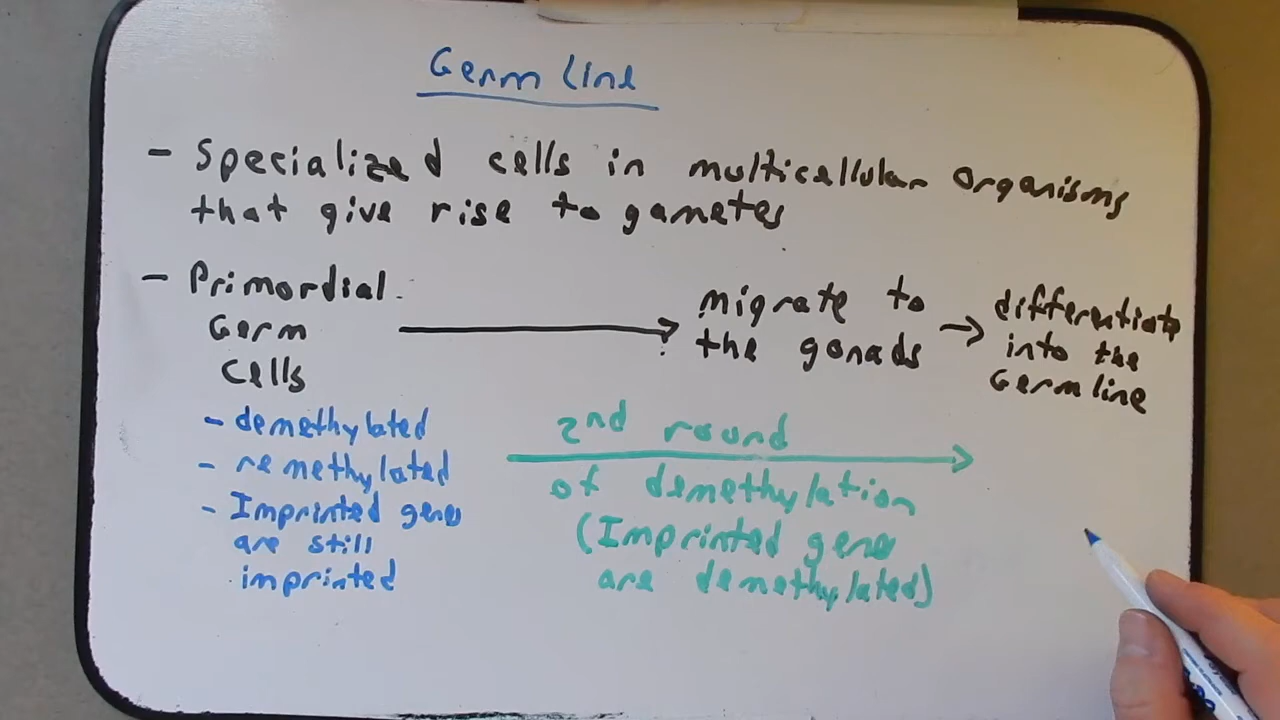 Germ line
- Specialized cells in multicellular organisms
that give rise to gametes
- Primordial
Germ
Cells
migrate to
the gonads
differentiate
into the
Germ line
- demethylated
- remethylated
- Imprinted genes
are still
imprinted
2nd round
of demethylation
(Imprinted genes
are demethylated)